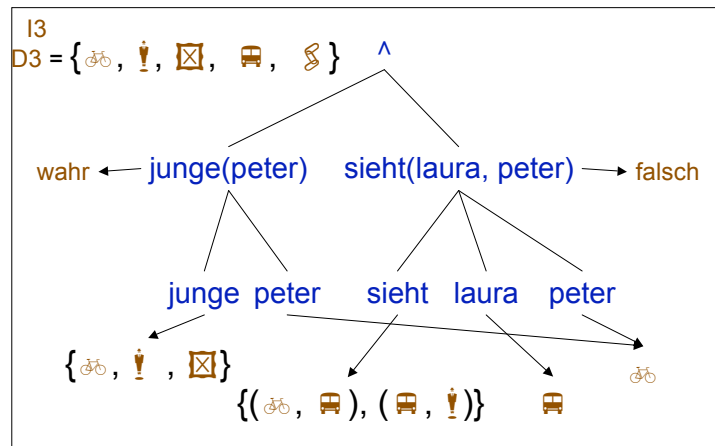 I3
D3 = { , , , , } ^
wahr junge(peter) sieht(laura, peter) falsch
junge peter sieht laura peter
{ , , }
{( , ), ( , )}